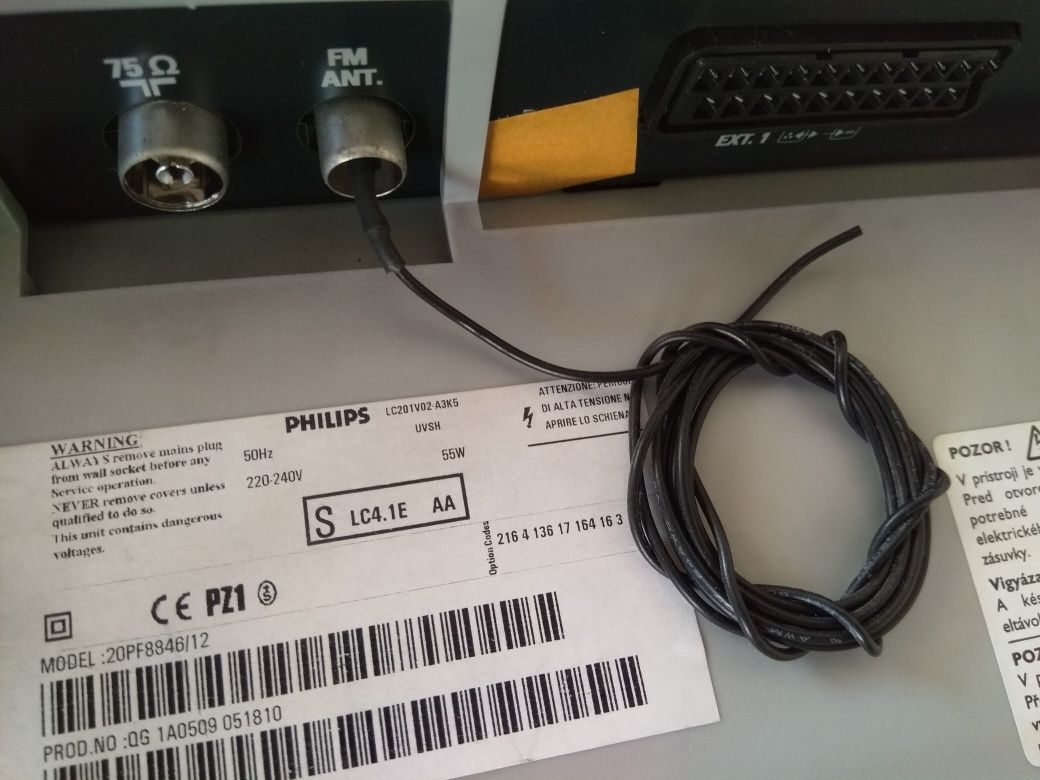 75 Ω
FM
ANT.
EXT. 1
WARNING
ALWAYS remove mains plug
from wall socket before any
Service operation.
NEVER remove covers unless
qualified to do so.
This unit contains dangerous
voltages.
50Hz
220-240V
PHILIPS
LC201V02-A3K5
UVSH
55W
S LC4.1E AA
ATTENZIONE:
DI ALTA TENSIONE
APRIRE LO SCHIENA
Option Codes
216 4 136 17 164 16 3
CE PZ1
MODEL :20PF8846/12
PROD.NO :QG 1A0509 051810
AWM
POZOR!
V prístroji je v
Pred otvor
potrebné
elektrickéh
zásuvky.
Vigyáza
A kés
eltávol
POZ
V p
Př